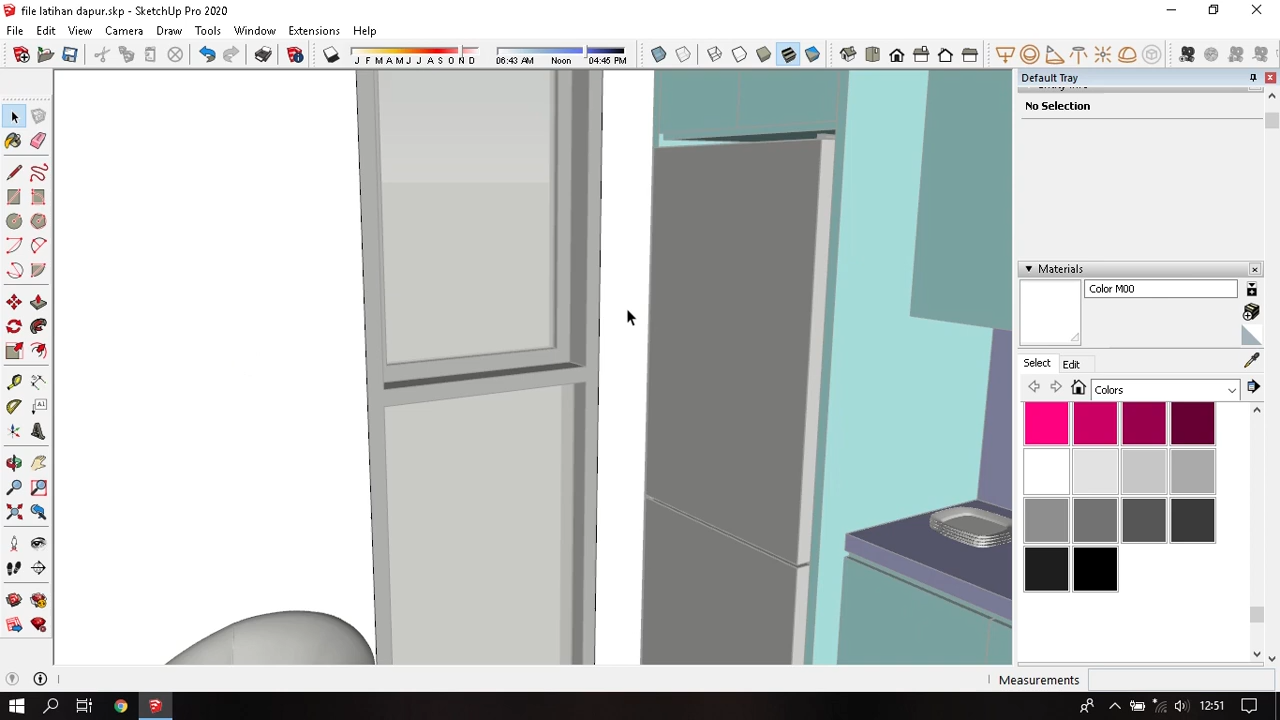 file latihan dapur.skp - SketchUp Pro 2020
File Edit View Camera Draw Tools Window Extensions Help
J F M A M J J A S O N D
06:43 AM Noon 04:45 PM
Default Tray
No Selection
Materials
Color M00
Select Edit
Colors
Measurements
12:51